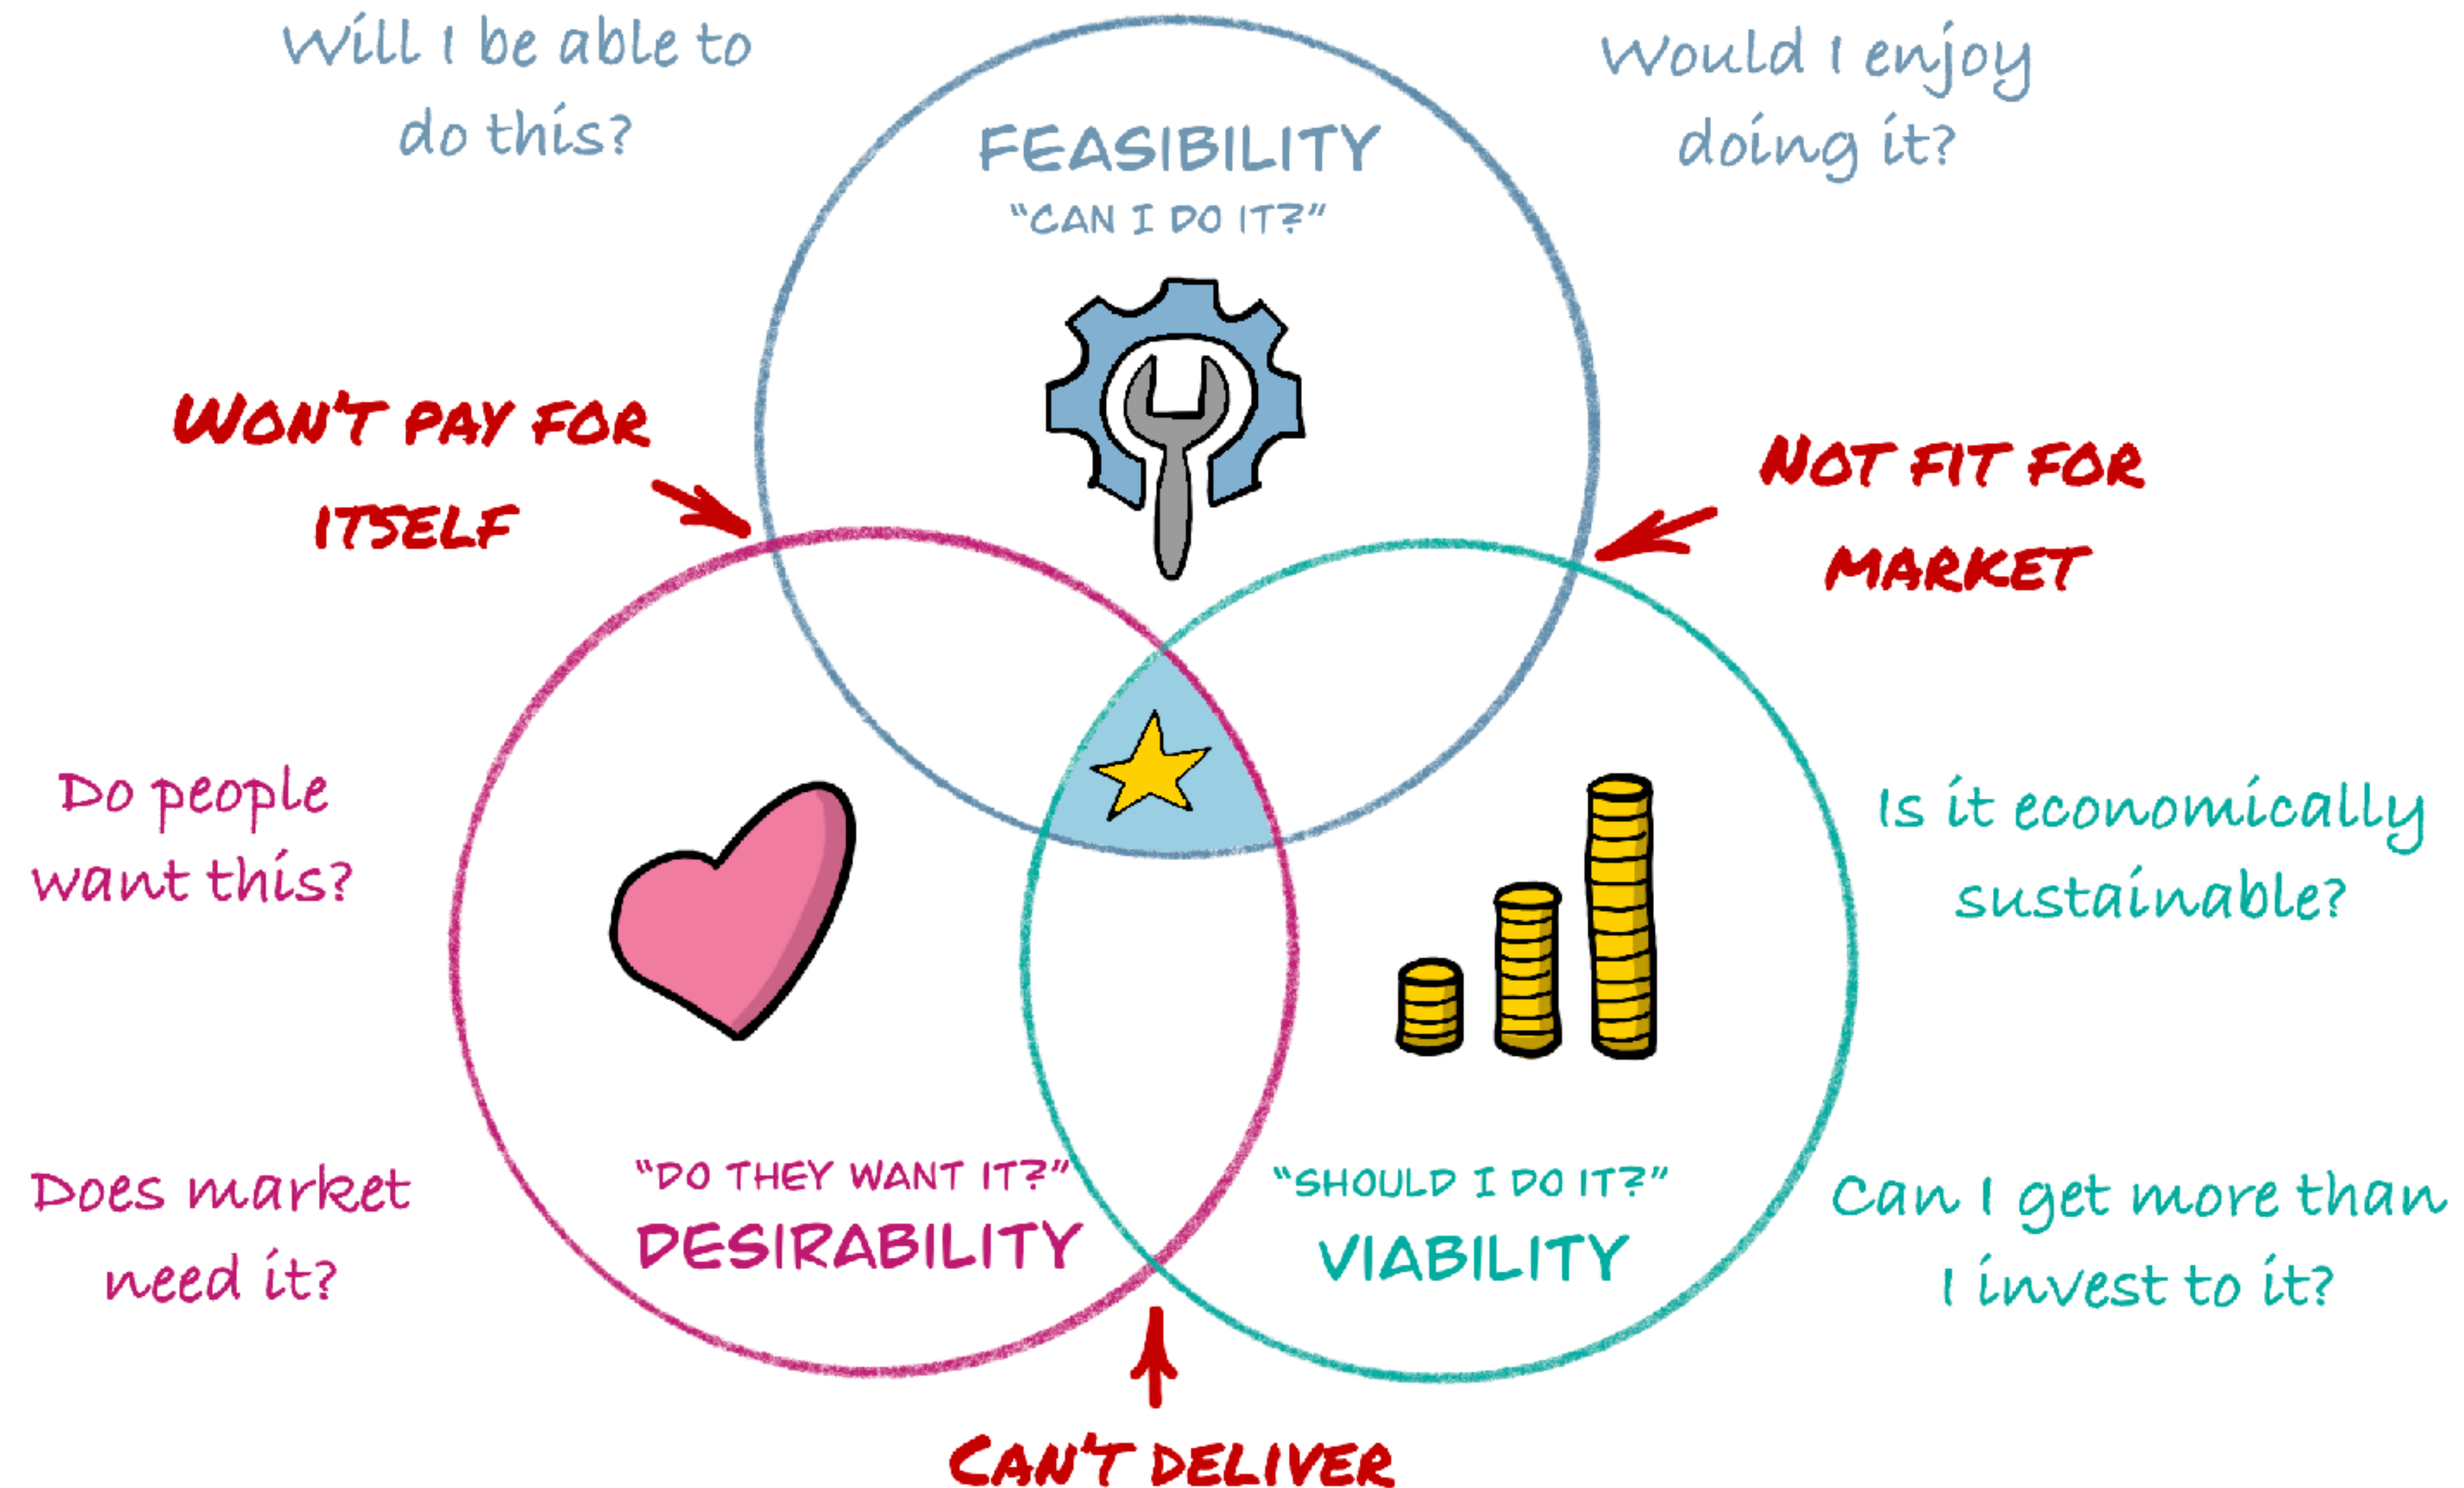 Will I be able to
do this?
Would I enjoy
doing it?
FEASIBILITY
"CAN I DO IT?"
WON'T PAY FOR
ITSELF
NOT FIT FOR
MARKET
Do people
want this?
Is it economically
sustainable?
Does market
need it?
"DO THEY WANT IT?"
DESIRABILITY
"SHOULD I DO IT?"
VIABILITY
Can I get more than
I invest to it?
CAN'T DELIVER